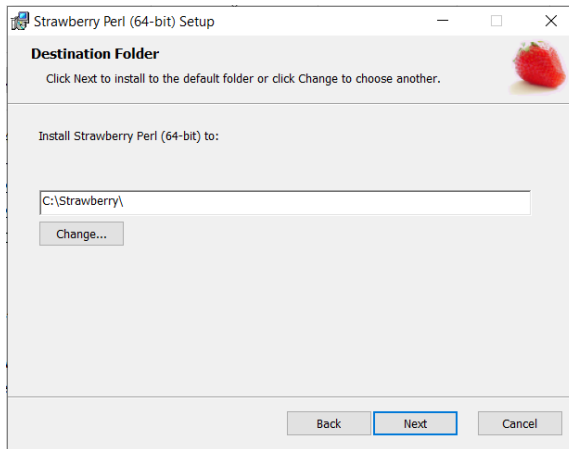 Strawberry Perl (64-bit) Setup
Destination Folder
Click Next to install to the default folder or click Change to choose another.
Install Strawberry Perl (64-bit) to:
C:\Strawberry\
Change...
Back Next Cancel